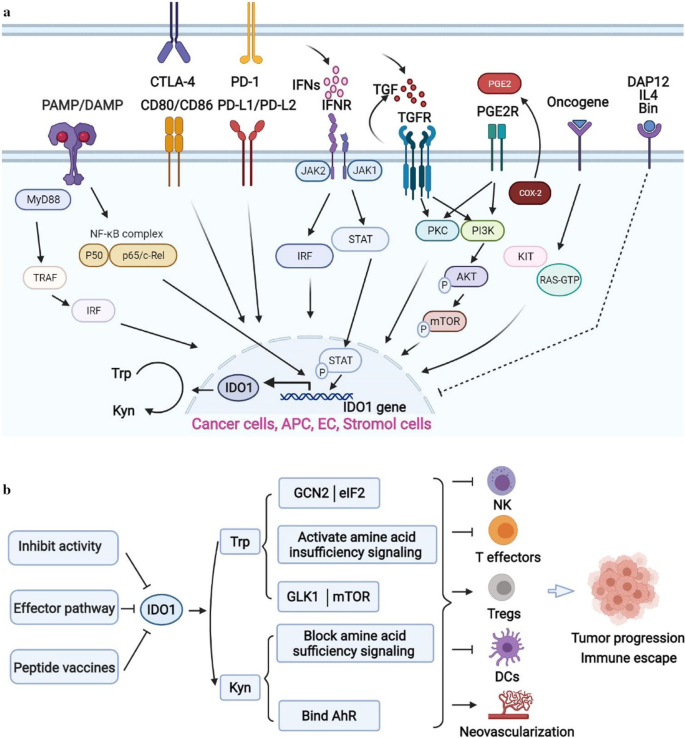 a
CTLA-4
PD-1
IFNs
TGF
PGE2
DAP12
IL4
Bin
PAMP/DAMP
CD80/CD86
PD-L1/PD-L2
IFNR
TGFR
PGE2R
Oncogene
JAK2
JAK1
COX-2
MyD88
NF-κB complex
P50
p65/c-Rel
IRF
STAT
PKC
PI3K
KIT
RAS-GTP
TRAF
IRF
P
AKT
P
mTOR
Trp
Kyn
IDO1
P
STAT
IDO1 gene
Cancer cells, APC, EC, Stromol cells
b
Inhibit activity
Effector pathway
Peptide vaccines
IDO1
Trp
Kyn
GCN2 | eIF2
Activate amino acid
insufficiency signaling
GLK1 | mTOR
Block amino acid
sufficiency signaling
Bind AhR
NK
T effectors
Tregs
DCs
Neovascularization
Tumor progression
Immune escape